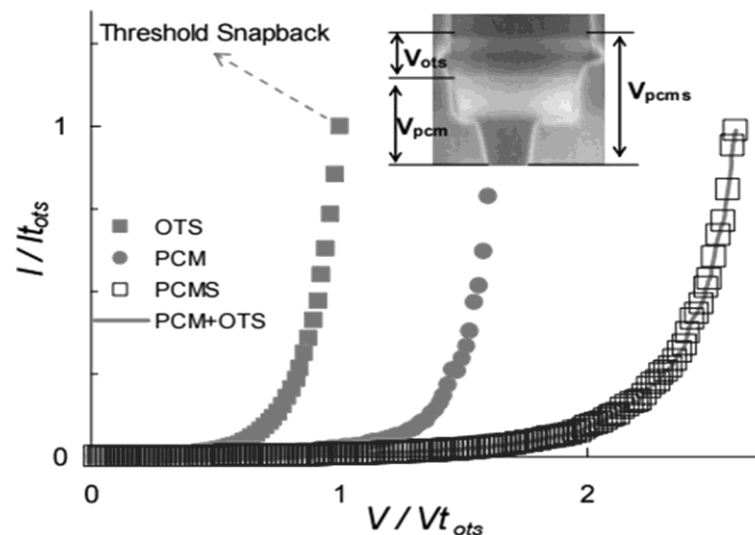 Threshold Snapback
V_ots
V_pcm
V_pcms
1
OTS
PCM
PCMS
PCM+OTS
I / It_ots
0
0
1
2
V / Vt_ots